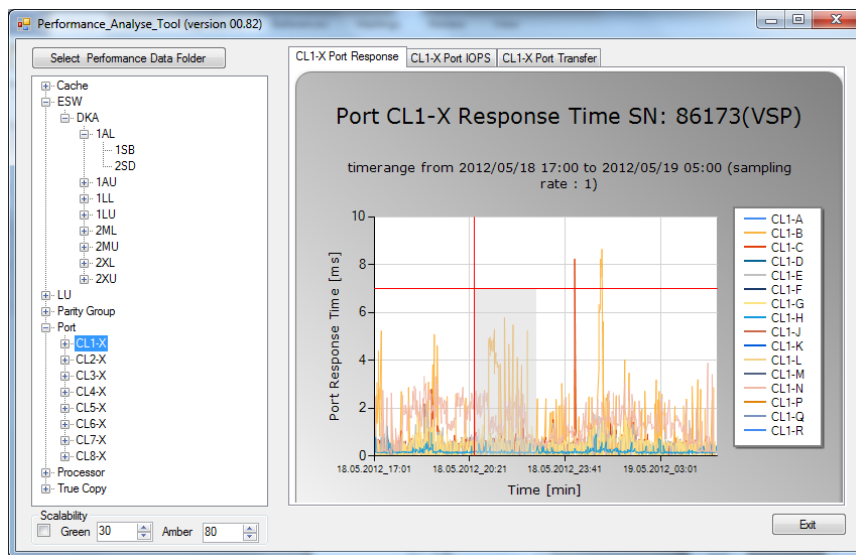 Performance_Analyse_Tool (version 00.82)
Select Performance Data Folder
Cache
ESW
DKA
1AL
1SB
2SD
1AU
1LL
1LU
2ML
2MU
2XL
2XU
LU
Parity Group
Port
CL1-X
CL2-X
CL3-X
CL4-X
CL5-X
CL6-X
CL7-X
CL8-X
Processor
True Copy
Scalability
Green 30 Amber 80
CL1-X Port Response CL1-X Port IOPS CL1-X Port Transfer
Port CL1-X Response Time SN: 86173(VSP)
timerange from 2012/05/18 17:00 to 2012/05/19 05:00 (sampling
rate : 1)
Port Response Time [ms]
10
8
6
4
2
0
18.05.2012_17:01 18.05.2012_20:21 18.05.2012_23:41 19.05.2012_03:01
Time [min]
CL1-A
CL1-B
CL1-C
CL1-D
CL1-E
CL1-F
CL1-G
CL1-H
CL1-J
CL1-K
CL1-L
CL1-M
CL1-N
CL1-P
CL1-Q
CL1-R
Exit